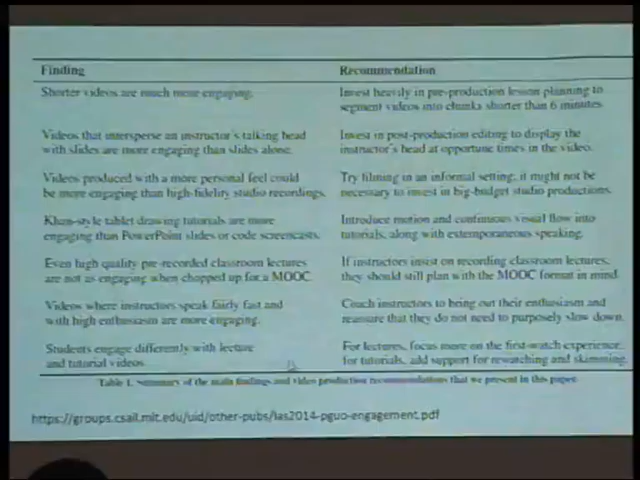 Finding Recommendation
Shorter videos are much more engaging. Invest heavily in pre-production lesson planning to
segment videos into chunks shorter than 6 minutes.
Videos that intersperse an instructor's talking head Invest in post-production editing to display the
with slides are more engaging than slides alone. instructor's head at opportune times in the video.
Videos produced with a more personal feel could Try filming in an informal setting; it might not be
be more engaging than high-fidelity studio recordings. necessary to invest in big-budget studio productions.
Khan-style tablet drawing tutorials are more Introduce motion and continuous visual flow into
engaging than PowerPoint slides or code screencasts. tutorials, along with extemporaneous speaking.
Even high quality pre-recorded classroom lectures If instructors insist on recording classroom lectures,
are not as engaging when chopped up for a MOOC. they should still plan with the MOOC format in mind.
Videos where instructors speak fairly fast and Coach instructors to bring out their enthusiasm and
with high enthusiasm are more engaging. reassure that they do not need to purposely slow down.
Students engage differently with lecture For lectures, focus more on the first-watch experience;
and tutorial videos for tutorials, add support for rewatching and skimming.
Table 1. Summary of the main findings and video production recommendations that we present in this paper.
https://groups.csail.mit.edu/uid/other-pubs/las2014-pguo-engagement.pdf